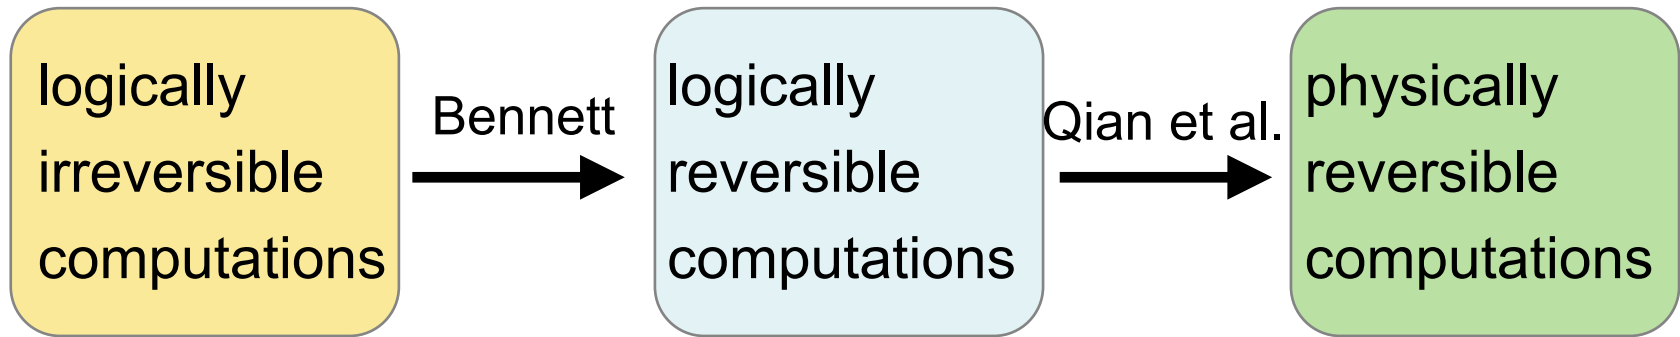 logically
irreversible
computations
Bennett
logically
reversible
computations
Qian et al.
physically
reversible
computations